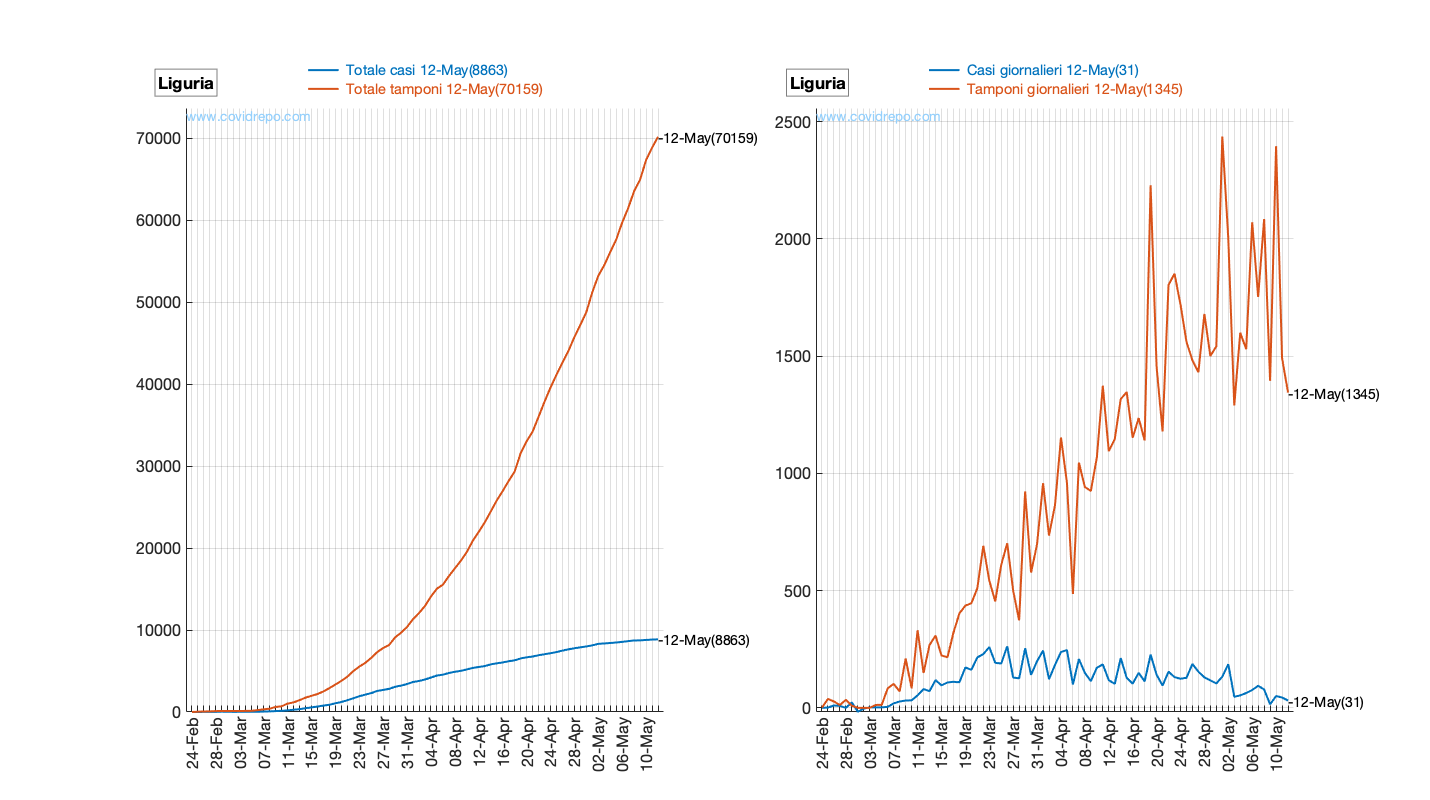 Liguria
Totale casi 12-May(8863)
Totale tamponi 12-May(70159)
www.covidrepo.com
70000
60000
50000
40000
30000
20000
10000
0
12-May(70159)
12-May(8863)
24-Feb
28-Feb
03-Mar
07-Mar
11-Mar
15-Mar
19-Mar
23-Mar
27-Mar
31-Mar
04-Apr
08-Apr
12-Apr
16-Apr
20-Apr
24-Apr
28-Apr
02-May
06-May
10-May
Liguria
Casi giornalieri 12-May(31)
Tamponi giornalieri 12-May(1345)
www.covidrepo.com
2500
2000
1500
1000
500
0
12-May(1345)
12-May(31)
24-Feb
28-Feb
03-Mar
07-Mar
11-Mar
15-Mar
19-Mar
23-Mar
27-Mar
31-Mar
04-Apr
08-Apr
12-Apr
16-Apr
20-Apr
24-Apr
28-Apr
02-May
06-May
10-May